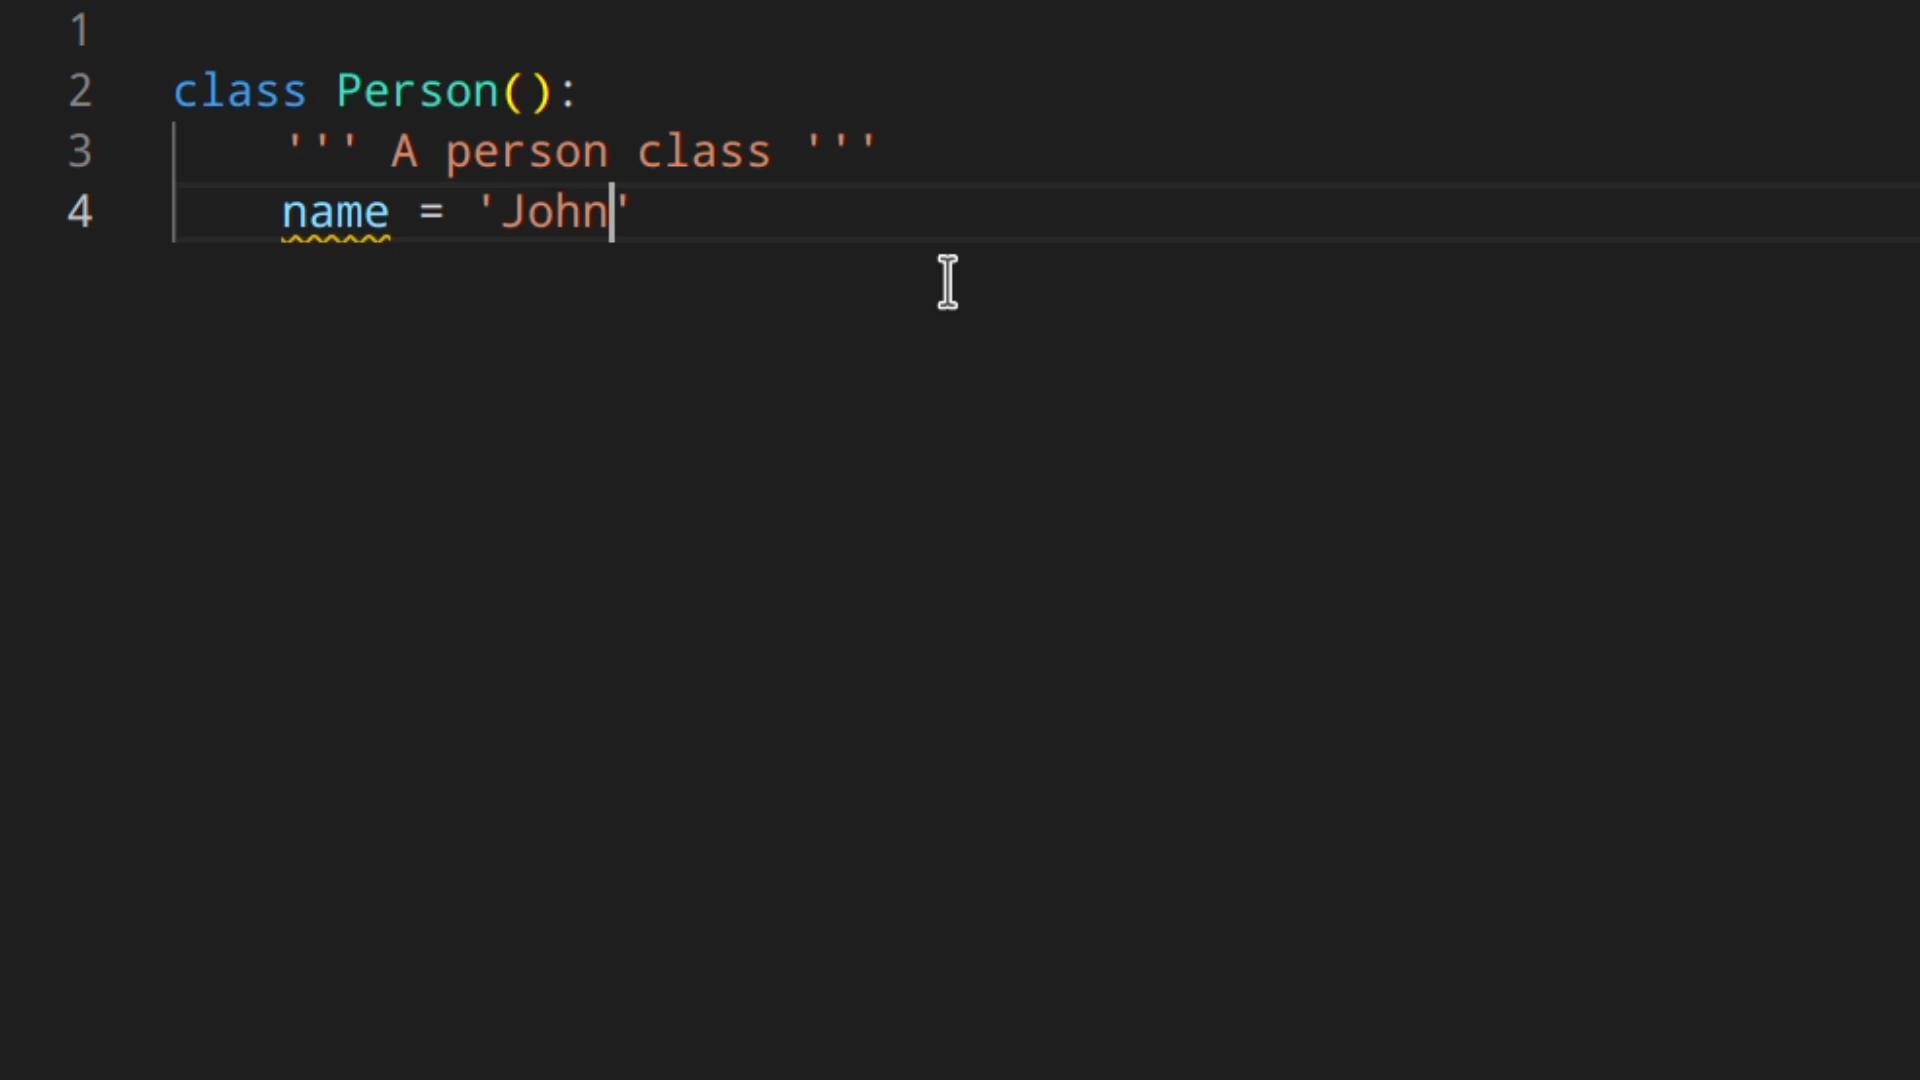 1
2 class Person():
3 ''' A person class '''
4 name = 'John'